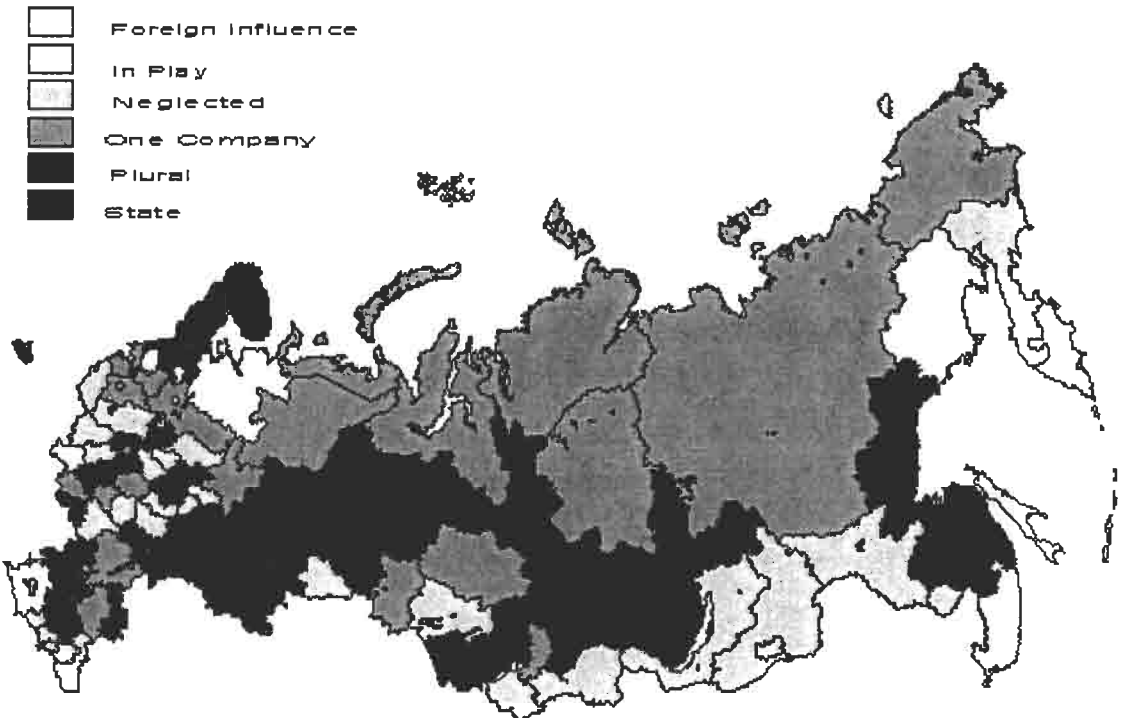 Foreign Influence
In Play
Neglected
One Company
Plural
State